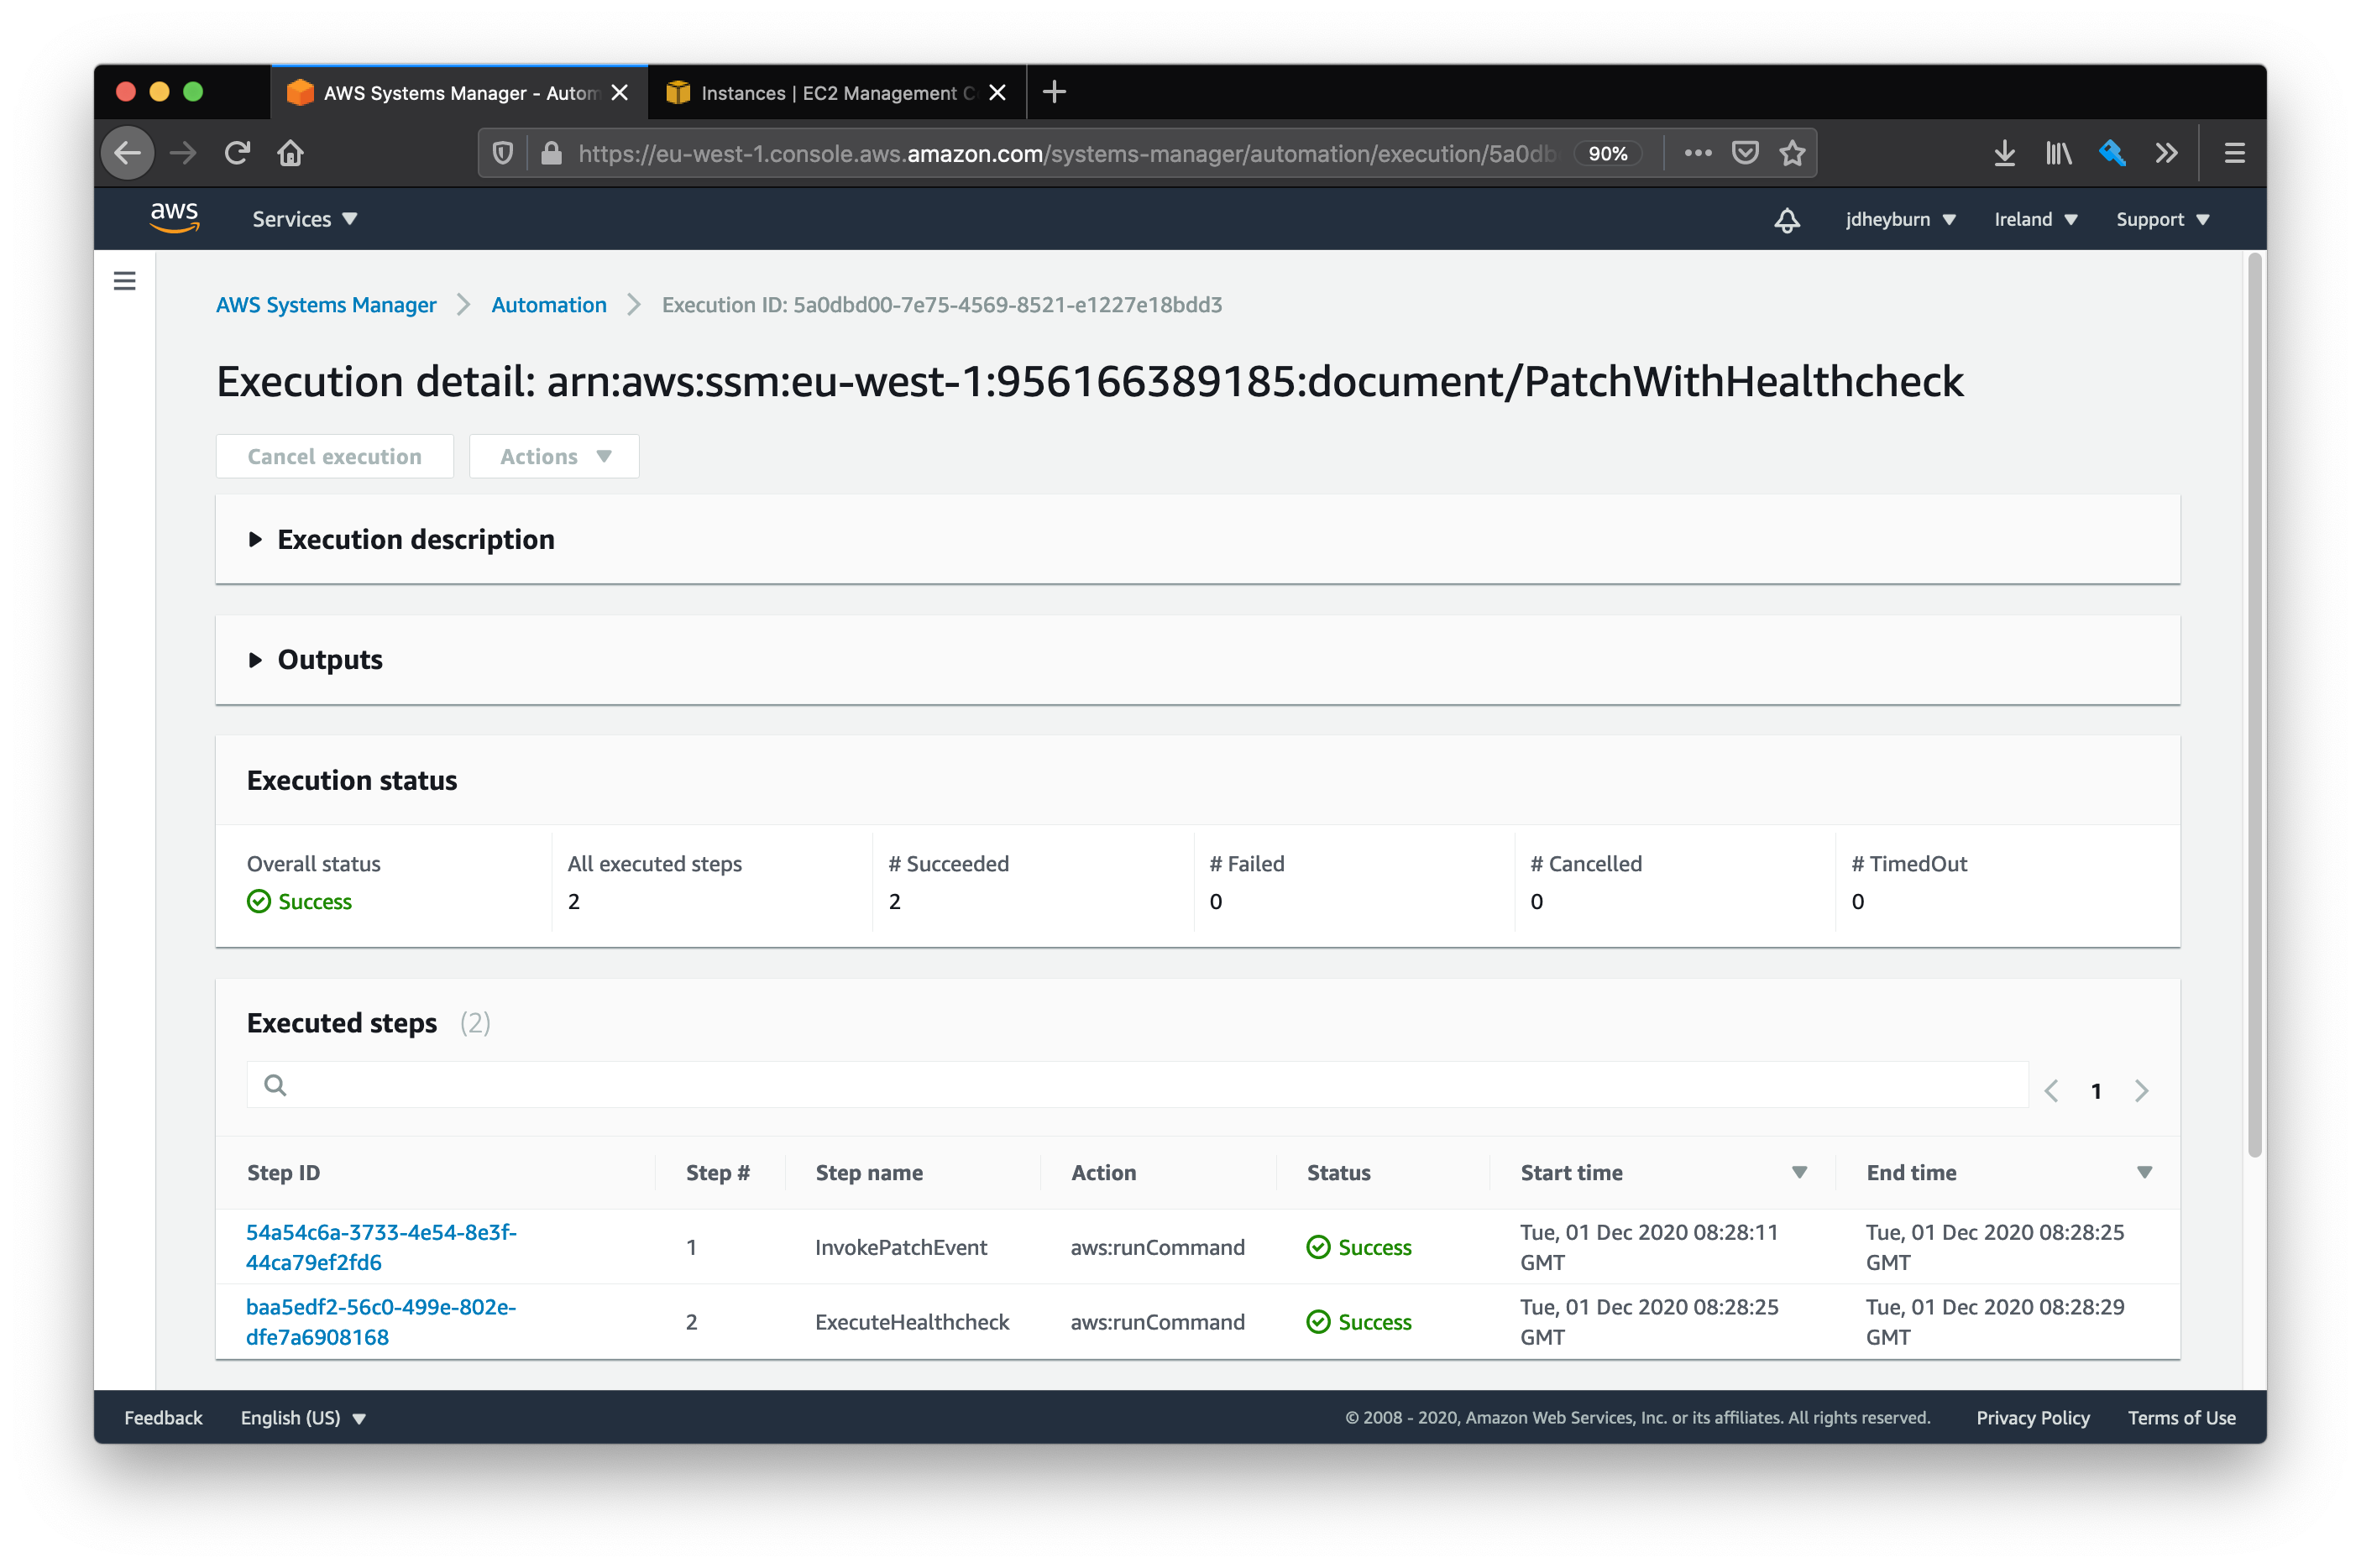 AWS Systems Manager - Autom
Instances | EC2 Management C
https://eu-west-1.console.aws.amazon.com/systems-manager/automation/execution/5a0db
90%
aws
Services
jdheyburn
Ireland
Support
AWS Systems Manager > Automation > Execution ID: 5a0dbd00-7e75-4569-8521-e1227e18bdd3
Execution detail: arn:aws:ssm:eu-west-1:956166389185:document/PatchWithHealthcheck
Cancel execution
Actions
Execution description
Outputs
Execution status
Overall status
Success
All executed steps
2
# Succeeded
2
# Failed
0
# Cancelled
0
# TimedOut
0
Executed steps (2)
1
Step ID Step # Step name Action Status Start time End time
54a54c6a-3733-4e54-8e3f-
44ca79ef2fd6
1 InvokePatchEvent aws:runCommand Success
Tue, 01 Dec 2020 08:28:11
GMT
Tue, 01 Dec 2020 08:28:25
GMT
baa5edf2-56c0-499e-802e-
dfe7a6908168
2 ExecuteHealthcheck aws:runCommand Success
Tue, 01 Dec 2020 08:28:25
GMT
Tue, 01 Dec 2020 08:28:29
GMT
Feedback
English (US)
© 2008 - 2020, Amazon Web Services, Inc. or its affiliates. All rights reserved.
Privacy Policy
Terms of Use